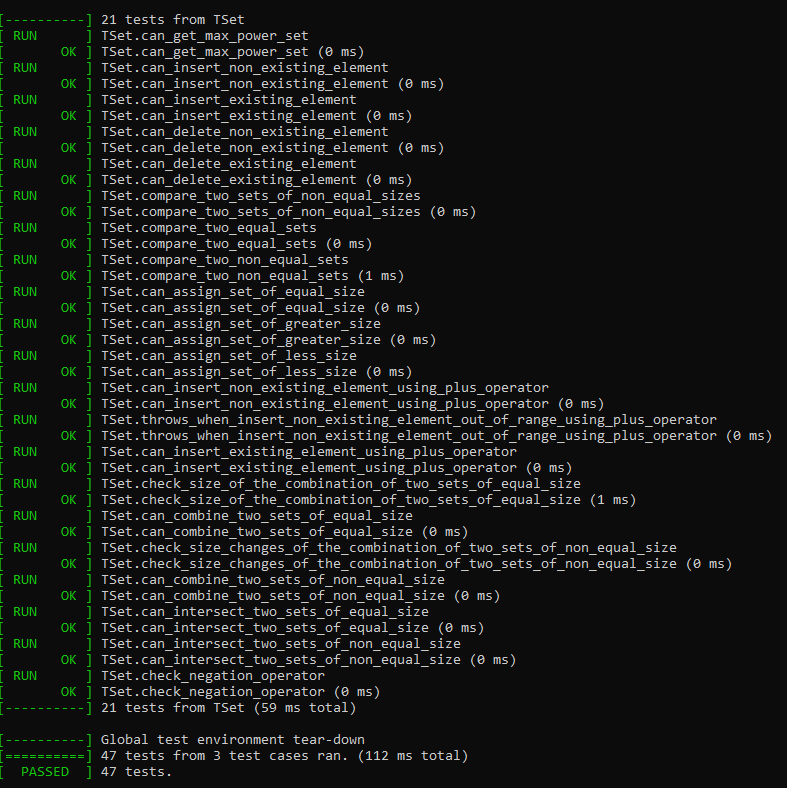 [----------] 21 tests from TSet
[ RUN      ] TSet.can_get_max_power_set
[       OK ] TSet.can_get_max_power_set (0 ms)
[ RUN      ] TSet.can_insert_non_existing_element
[       OK ] TSet.can_insert_non_existing_element (0 ms)
[ RUN      ] TSet.can_insert_existing_element
[       OK ] TSet.can_insert_existing_element (0 ms)
[ RUN      ] TSet.can_delete_non_existing_element
[       OK ] TSet.can_delete_non_existing_element (0 ms)
[ RUN      ] TSet.can_delete_existing_element
[       OK ] TSet.can_delete_existing_element (0 ms)
[ RUN      ] TSet.compare_two_sets_of_non_equal_sizes
[       OK ] TSet.compare_two_sets_of_non_equal_sizes (0 ms)
[ RUN      ] TSet.compare_two_equal_sets
[       OK ] TSet.compare_two_equal_sets (0 ms)
[ RUN      ] TSet.compare_two_non_equal_sets
[       OK ] TSet.compare_two_non_equal_sets (1 ms)
[ RUN      ] TSet.can_assign_set_of_equal_size
[       OK ] TSet.can_assign_set_of_equal_size (0 ms)
[ RUN      ] TSet.can_assign_set_of_greater_size
[       OK ] TSet.can_assign_set_of_greater_size (0 ms)
[ RUN      ] TSet.can_assign_set_of_less_size
[       OK ] TSet.can_assign_set_of_less_size (0 ms)
[ RUN      ] TSet.can_insert_non_existing_element_using_plus_operator
[       OK ] TSet.can_insert_non_existing_element_using_plus_operator (0 ms)
[ RUN      ] TSet.throws_when_insert_non_existing_element_out_of_range_using_plus_operator
[       OK ] TSet.throws_when_insert_non_existing_element_out_of_range_using_plus_operator (0 ms)
[ RUN      ] TSet.can_insert_existing_element_using_plus_operator
[       OK ] TSet.can_insert_existing_element_using_plus_operator (0 ms)
[ RUN      ] TSet.check_size_of_the_combination_of_two_sets_of_equal_size
[       OK ] TSet.check_size_of_the_combination_of_two_sets_of_equal_size (1 ms)
[ RUN      ] TSet.can_combine_two_sets_of_equal_size
[       OK ] TSet.can_combine_two_sets_of_equal_size (0 ms)
[ RUN      ] TSet.check_size_changes_of_the_combination_of_two_sets_of_non_equal_size
[       OK ] TSet.check_size_changes_of_the_combination_of_two_sets_of_non_equal_size (0 ms)
[ RUN      ] TSet.can_combine_two_sets_of_non_equal_size
[       OK ] TSet.can_combine_two_sets_of_non_equal_size (0 ms)
[ RUN      ] TSet.can_intersect_two_sets_of_equal_size
[       OK ] TSet.can_intersect_two_sets_of_equal_size (0 ms)
[ RUN      ] TSet.can_intersect_two_sets_of_non_equal_size
[       OK ] TSet.can_intersect_two_sets_of_non_equal_size (0 ms)
[ RUN      ] TSet.check_negation_operator
[       OK ] TSet.check_negation_operator (0 ms)
[----------] 21 tests from TSet (59 ms total)

[----------] Global test environment tear-down
[==========] 47 tests from 3 test cases ran. (112 ms total)
[  PASSED  ] 47 tests.